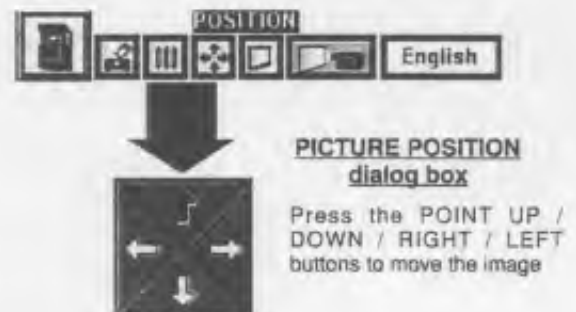 POSITION
English
PICTURE POSITION
dialog box
Press the POINT UP /
DOWN / RIGHT / LEFT
buttons to move the image